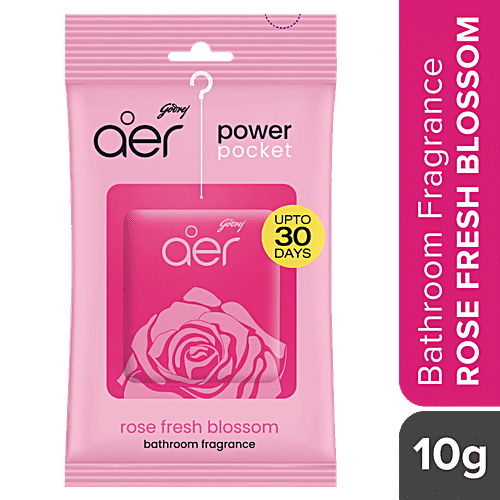 Godrej
aer
power
pocket
Godrej
aer
UPTO
30
DAYS
rose fresh blossom
bathroom fragrance
Bathroom Fragrance
ROSE FRESH BLOSSOM
10g